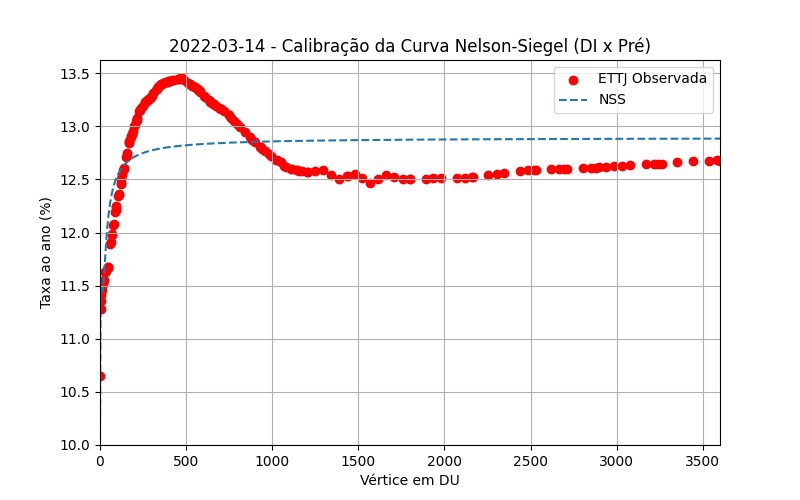 2022-03-14 - Calibração da Curva Nelson-Siegel (DI x Pré)
ETTJ Observada
NSS
Taxa ao ano (%)
13.5
13.0
12.5
12.0
11.5
11.0
10.5
10.0
0 500 1000 1500 2000 2500 3000 3500
Vértice em DU